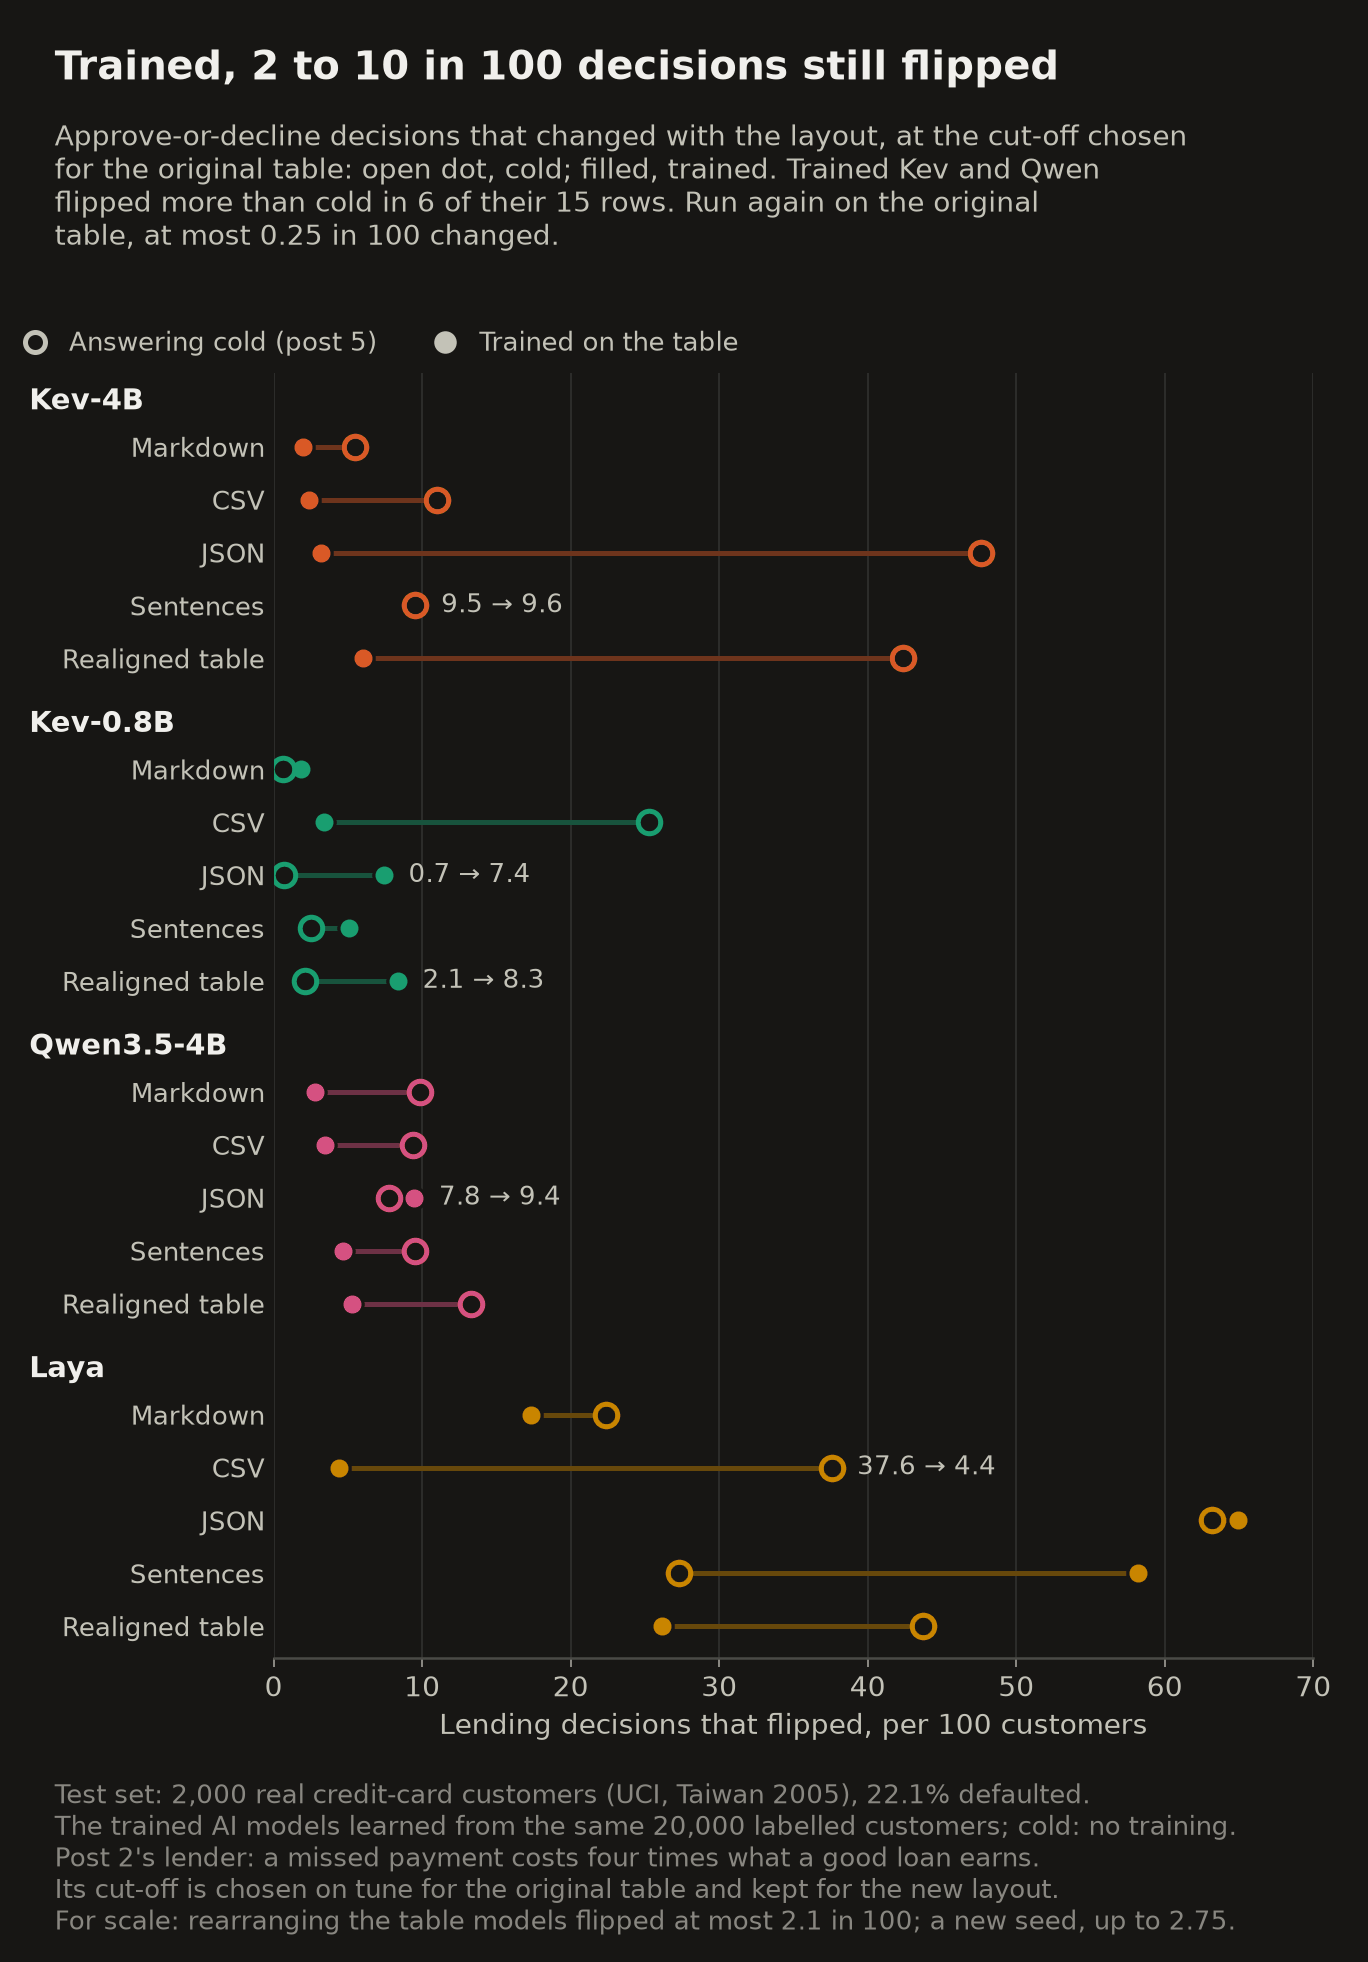 Trained, 2 to 10 in 100 decisions still flipped
Approve-or-decline decisions that changed with the layout, at the cut-off chosen
for the original table: open dot, cold; filled, trained. Trained Kev and Qwen
flipped more than cold in 6 of their 15 rows. Run again on the original
table, at most 0.25 in 100 changed.
Answering cold (post 5)
Trained on the table
Kev-4B
Markdown
CSV
JSON
Sentences
9.5 → 9.6
Realigned table
Kev-0.8B
Markdown
CSV
JSON
0.7 → 7.4
Sentences
Realigned table
2.1 → 8.3
Qwen3.5-4B
Markdown
CSV
JSON
7.8 → 9.4
Sentences
Realigned table
Laya
Markdown
CSV
37.6 → 4.4
JSON
Sentences
Realigned table
0 10 20 30 40 50 60 70
Lending decisions that flipped, per 100 customers
Test set: 2,000 real credit-card customers (UCI, Taiwan 2005), 22.1% defaulted.
The trained AI models learned from the same 20,000 labelled customers; cold: no training.
Post 2's lender: a missed payment costs four times what a good loan earns.
Its cut-off is chosen on tune for the original table and kept for the new layout.
For scale: rearranging the table models flipped at most 2.1 in 100; a new seed, up to 2.75.